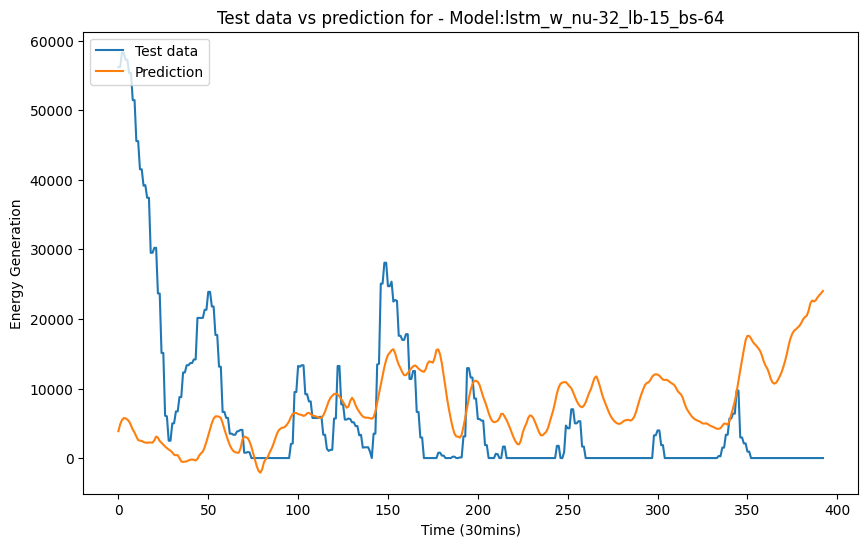 Test data vs prediction for - Model:lstm_w_nu-32_lb-15_bs-64
Test data
Prediction
60000
50000
40000
30000
20000
10000
0
Energy Generation
0 50 100 150 200 250 300 350 400
Time (30mins)